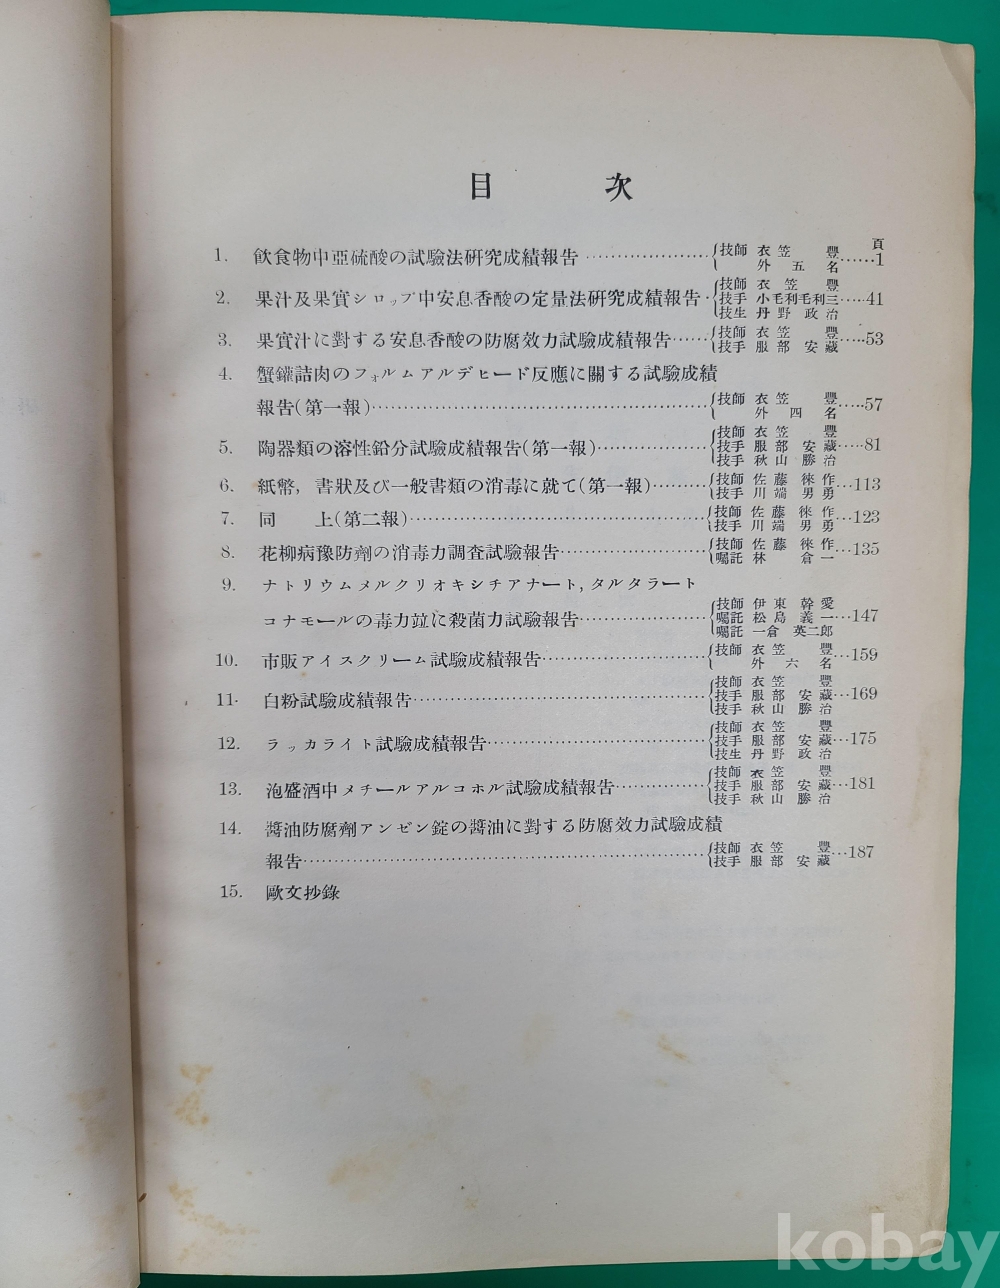 目 次
頁
1. 飮食物中亞硫酸の試驗法硏究成績報告 {技師 衣笠 豐 外五名 1
2. 果汁及果實シロップ中安息香酸の定量法硏究成績報告 {技師 衣笠 豐 技手 小毛利毛利三 技生 丹野政治 41
3. 果實汁に對する安息香酸の防腐效力試驗成績報告 {技師 衣笠 豐 技手 服部安藏 53
4. 蟹鑵詰肉のフォルムアルデヒード反應に關する試驗成績
報告(第一報) {技師 衣笠 豐 外四名 57
5. 陶器類の溶性鉛分試驗成績報告(第一報) {技師 衣笠 豐 技手 服部安藏 技手 秋山勝治 81
6. 紙幣，書狀及び一般書類の消毒に就て(第一報) {技師 佐藤徠作 技手 川端男勇 113
7. 同 上(第二報) {技師 佐藤徠作 技手 川端男勇 123
8. 花柳病豫防劑の消毒力調査試驗報告 {技師 佐藤徠作 囑託 林 倉一 135
9. ナトリウムメルクリオキシチアナート，タルタラート
コナモールの毒力竝に殺菌力試驗報告 {技師 伊東幹愛 囑託 松島義一 囑託 一倉英二郎 147
10. 市販アイスクリーム試驗成績報告 {技師 衣笠 豐 外六名 159
11. 白粉試驗成績報告 {技師 衣笠 豐 技手 服部安藏 技手 秋山勝治 169
12. ラッカライト試驗成績報告 {技師 衣笠 豐 技手 服部安藏 技生 丹野政治 175
13. 泡盛酒中メチールアルコホル試驗成績報告 {技師 衣笠 豐 技手 服部安藏 技手 秋山勝治 181
14. 醬油防腐劑アンゼン錠の醬油に對する防腐效力試驗成績
報告 {技師 衣笠 豐 技手 服部安藏 187
15. 歐文抄錄
kobay